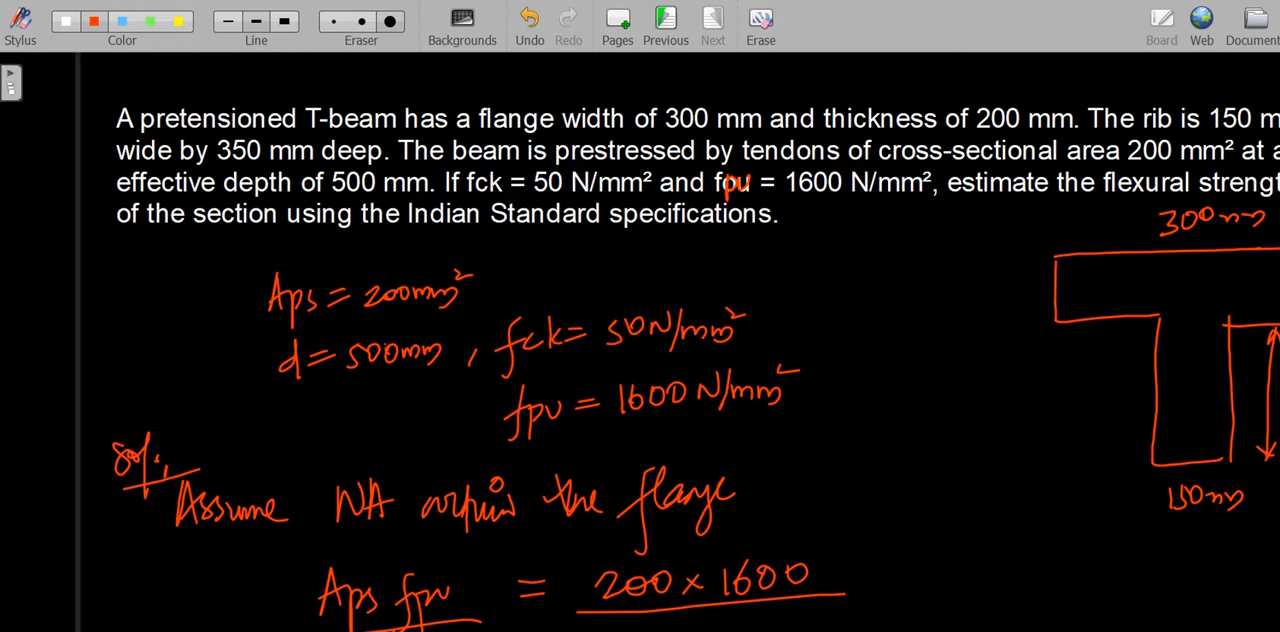 Stylus Color Line Eraser Backgrounds Undo Redo Pages Previous Next Erase Board Web Document
A pretensioned T-beam has a flange width of 300 mm and thickness of 200 mm. The rib is 150 m
wide by 350 mm deep. The beam is prestressed by tendons of cross-sectional area 200 mm² at a
effective depth of 500 mm. If fck = 50 N/mm² and fpu = 1600 N/mm², estimate the flexural strengt
of the section using the Indian Standard specifications.
300mm
Aps = 200mm²
d = 500mm, fck = 50N/mm²
fpu = 1600N/mm²
Assume NA within the flange
150mm
Aps fpu = 200 × 1600